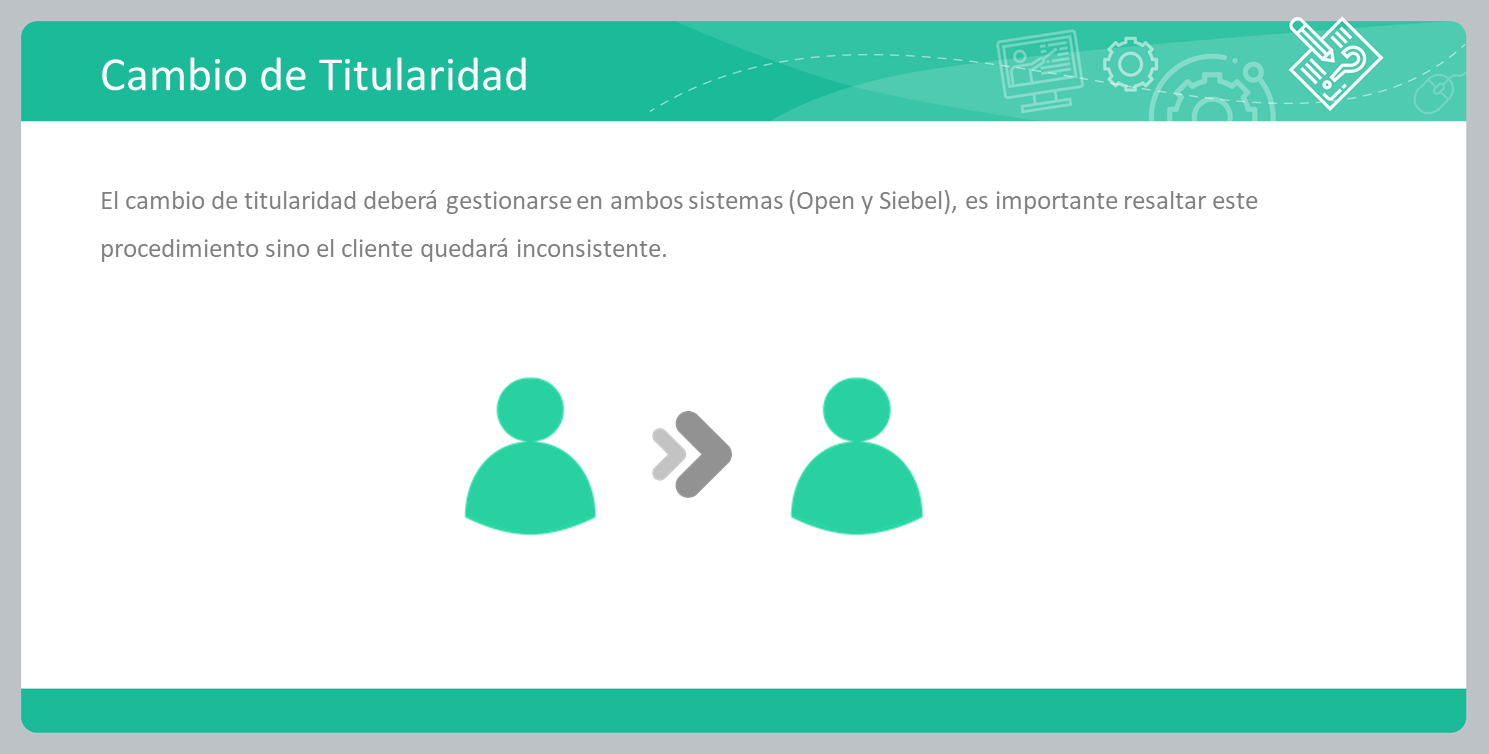 Cambio de Titularidad
El cambio de titularidad deberá gestionarse en ambos sistemas (Open y Siebel), es importante resaltar este
procedimiento sino el cliente quedará inconsistente.